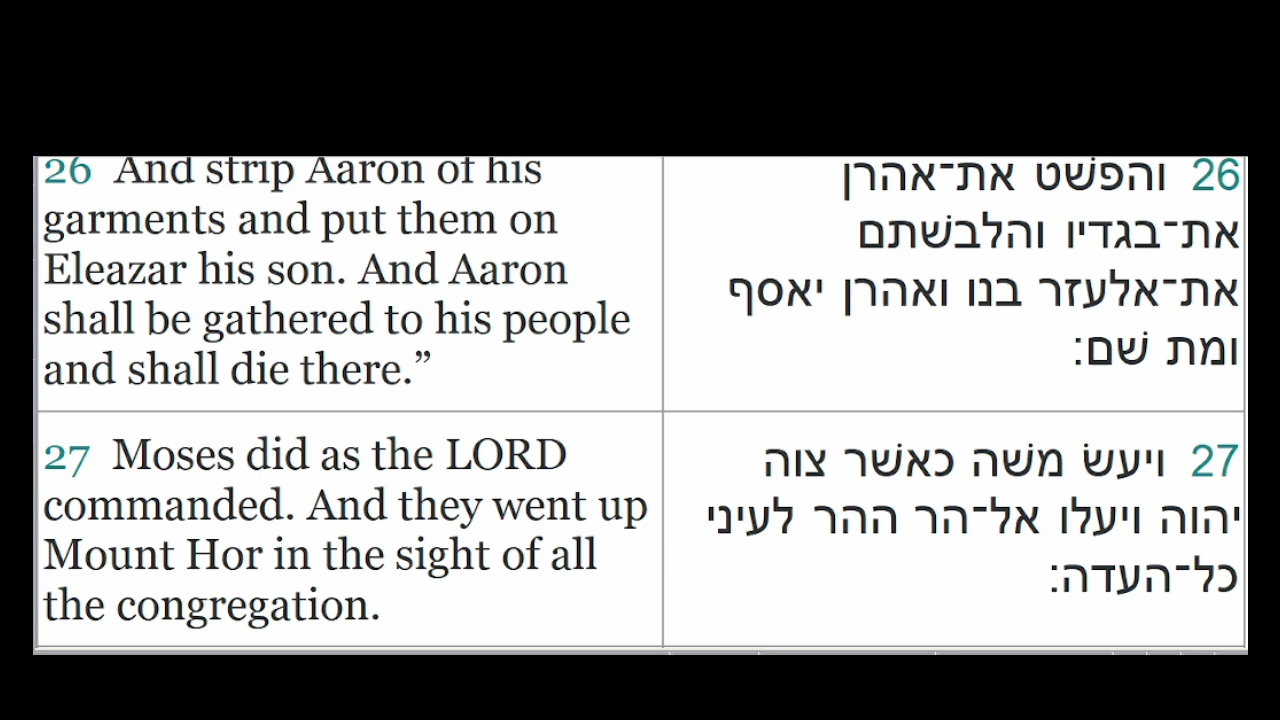 26 And strip Aaron of his
garments and put them on
Eleazar his son. And Aaron
shall be gathered to his people
and shall die there.”
26 והפשׁט את־אהרן
את־בגדיו והלבשׁתם
את־אלעזר בנו ואהרן יאסף
ומת שׁם׃
27 Moses did as the LORD
commanded. And they went up
Mount Hor in the sight of all
the congregation.
27 ויעשׂ משׁה כאשׁר צוה
יהוה ויעלו אל־הר ההר לעיני
כל־העדה׃